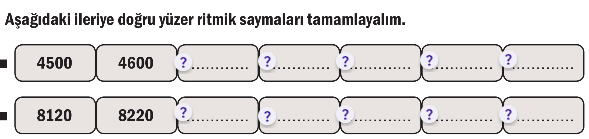 Aşağıdaki ileriye doğru yüzer ritmik saymaları tamamlayalım.
4500 4600 ?............ ?............ ?............ ?............ ?............
8120 8220 ?............ ?............ ?............ ?............ ?............